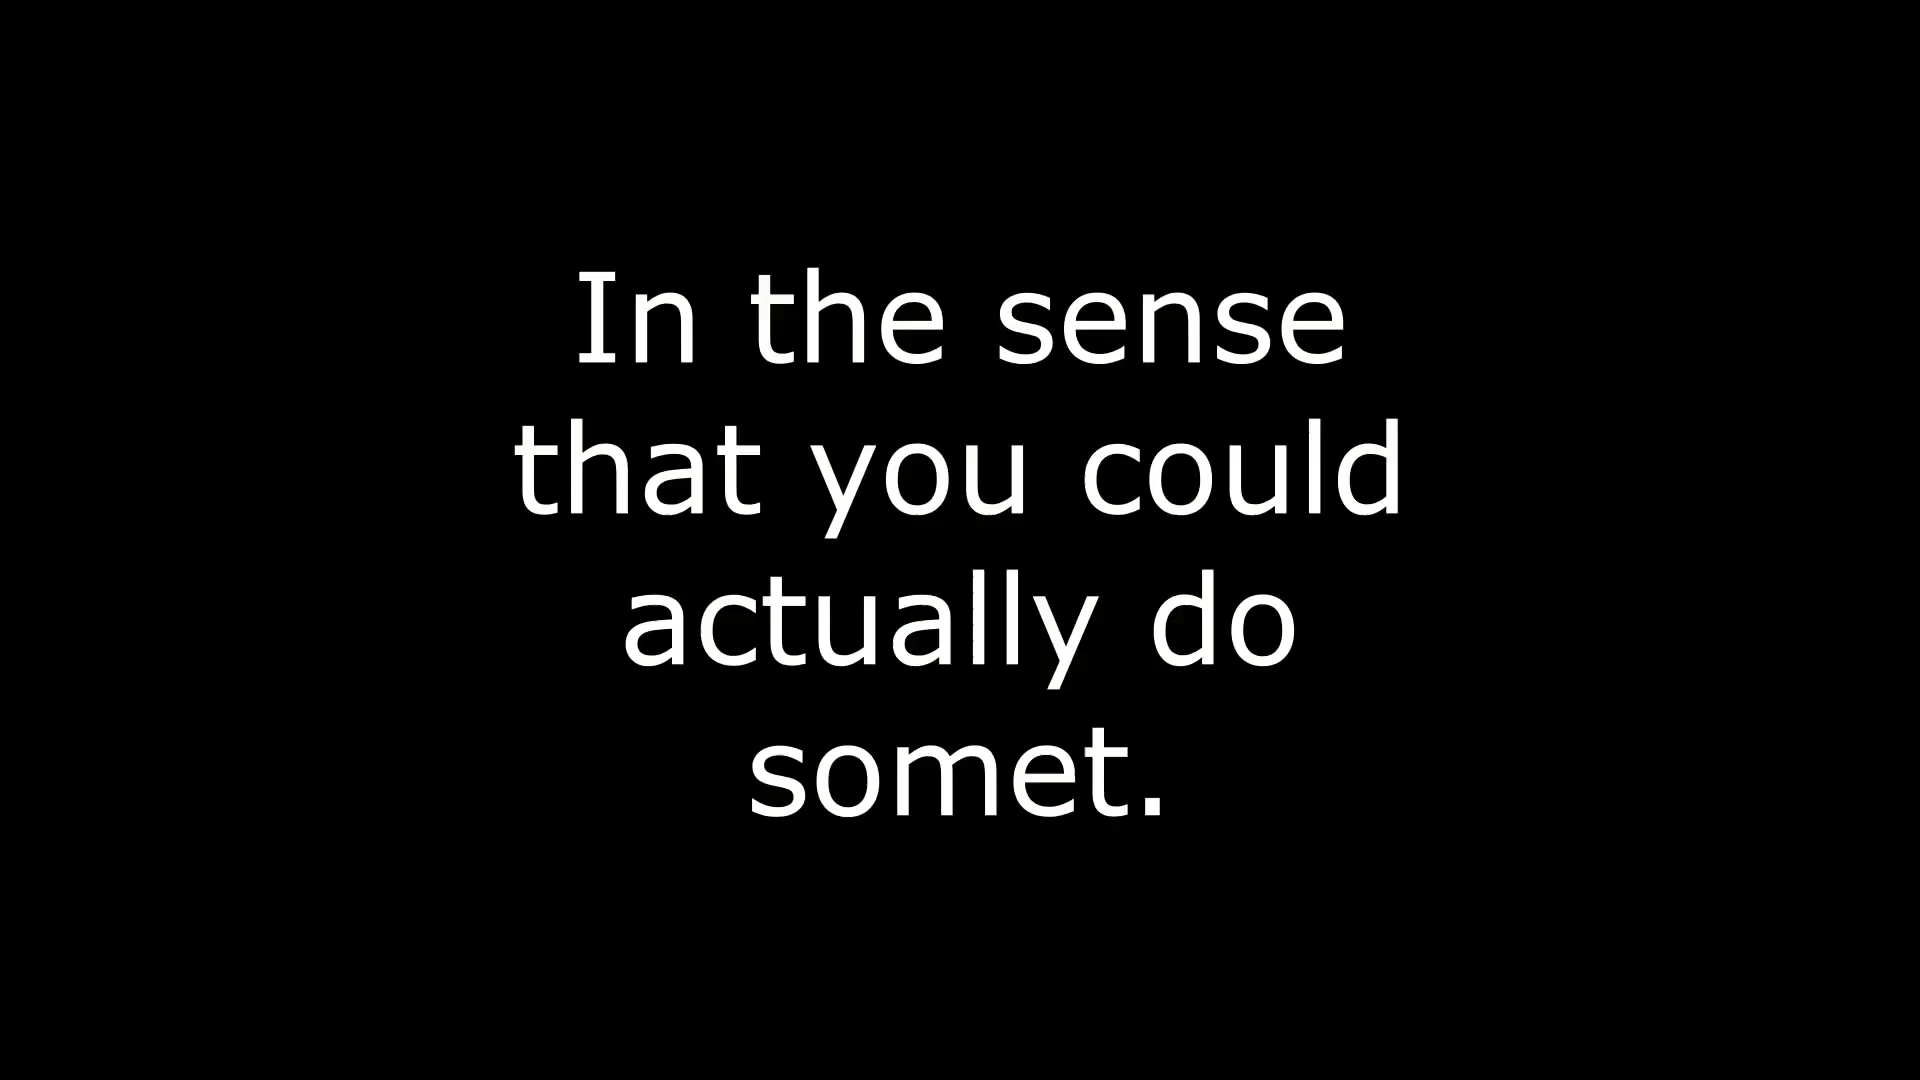 In the sense
that you could
actually do
somet.